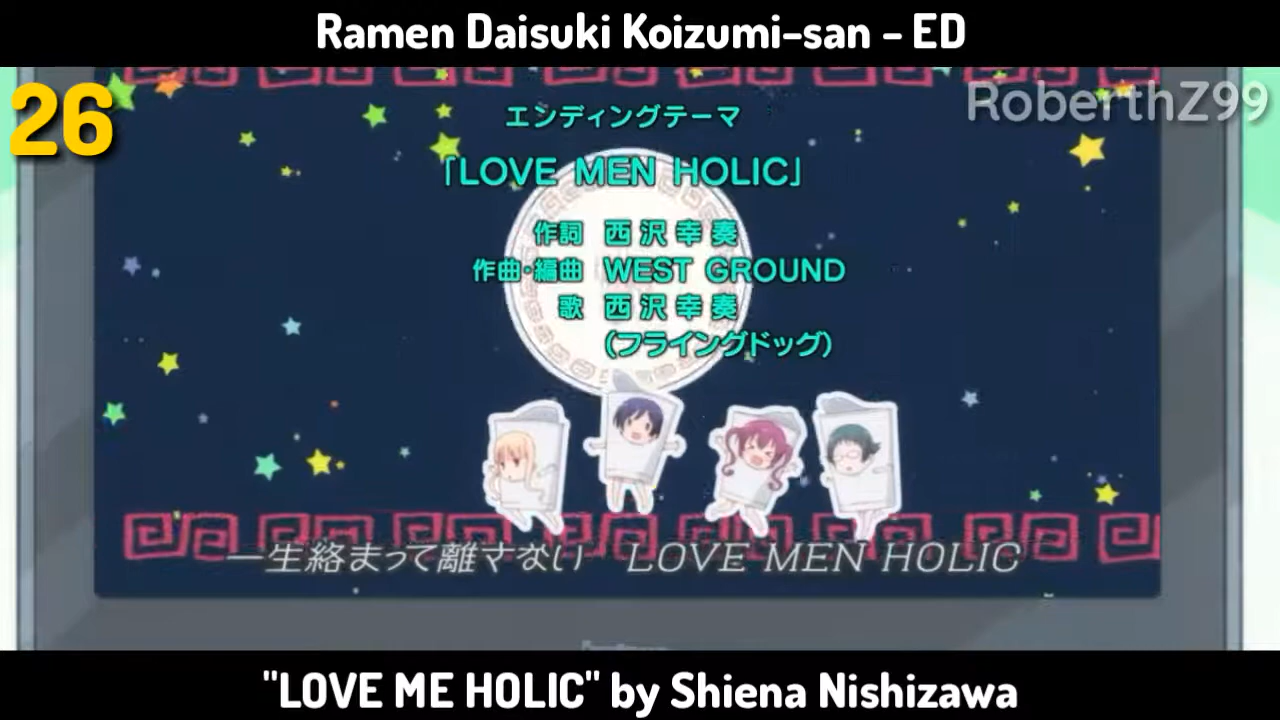 Ramen Daisuki Koizumi-san - ED
26
RoberthZ99
エンディングテーマ
「LOVE MEN HOLIC」
作詞 西沢幸奏
作曲・編曲 WEST GROUND
歌 西沢幸奏
(フライングドッグ)
一生絡まって離さない LOVE MEN HOLIC
"LOVE ME HOLIC" by Shiena Nishizawa